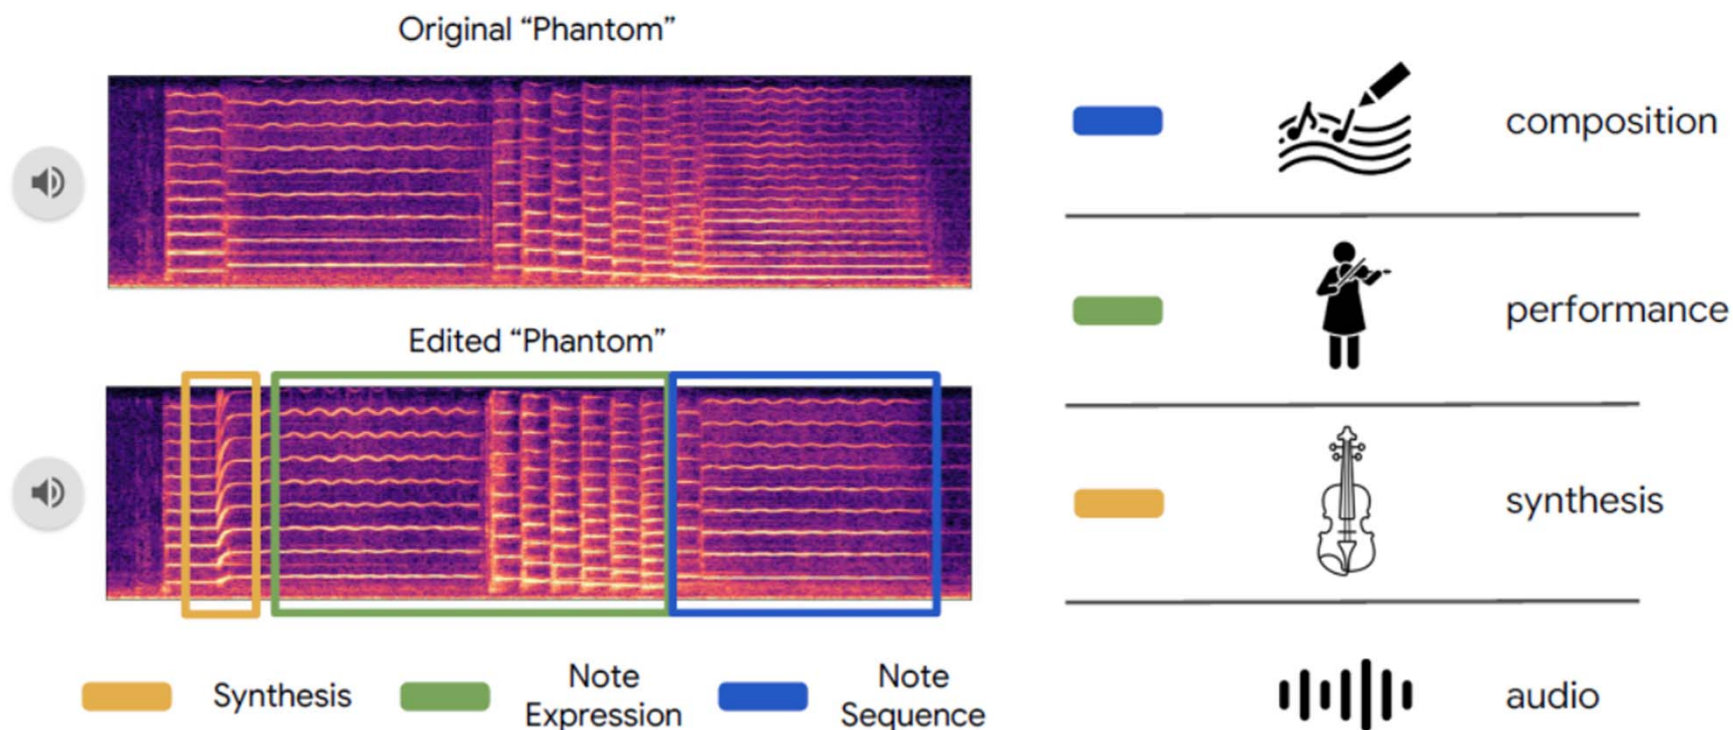 Original “Phantom”
Edited “Phantom”
Synthesis
Note
Expression
Note
Sequence
composition
performance
synthesis
audio